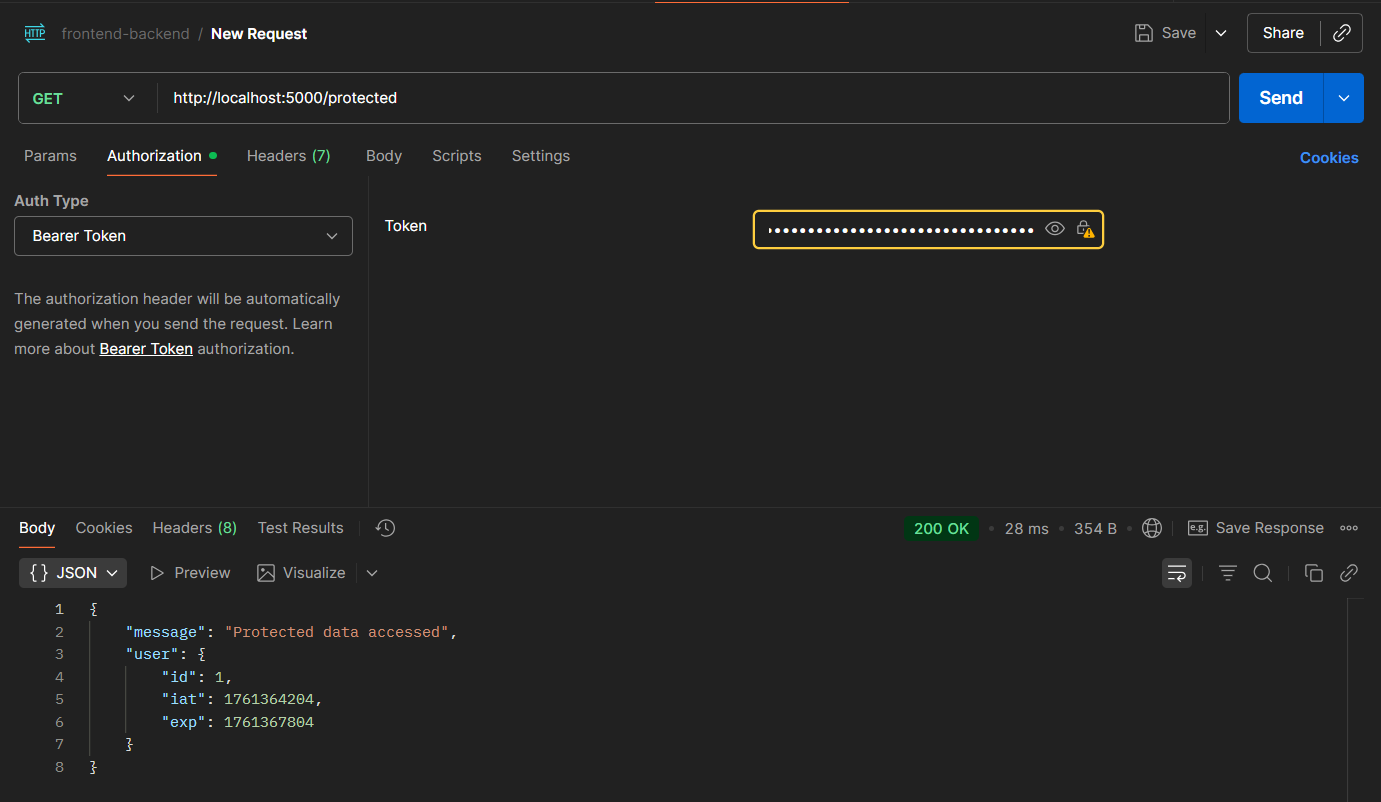 HTTP frontend-backend / New Request Save Share
GET http://localhost:5000/protected Send
Params Authorization Headers (7) Body Scripts Settings Cookies
Auth Type
Bearer Token
Token
••••••••••••••••••••••••••••••
The authorization header will be automatically
generated when you send the request. Learn
more about Bearer Token authorization.
Body Cookies Headers (8) Test Results 200 OK • 28 ms • 354 B • e.g. Save Response
{} JSON Preview Visualize
1 {
2 "message": "Protected data accessed",
3 "user": {
4 "id": 1,
5 "iat": 1761364204,
6 "exp": 1761367804
7 }
8 }